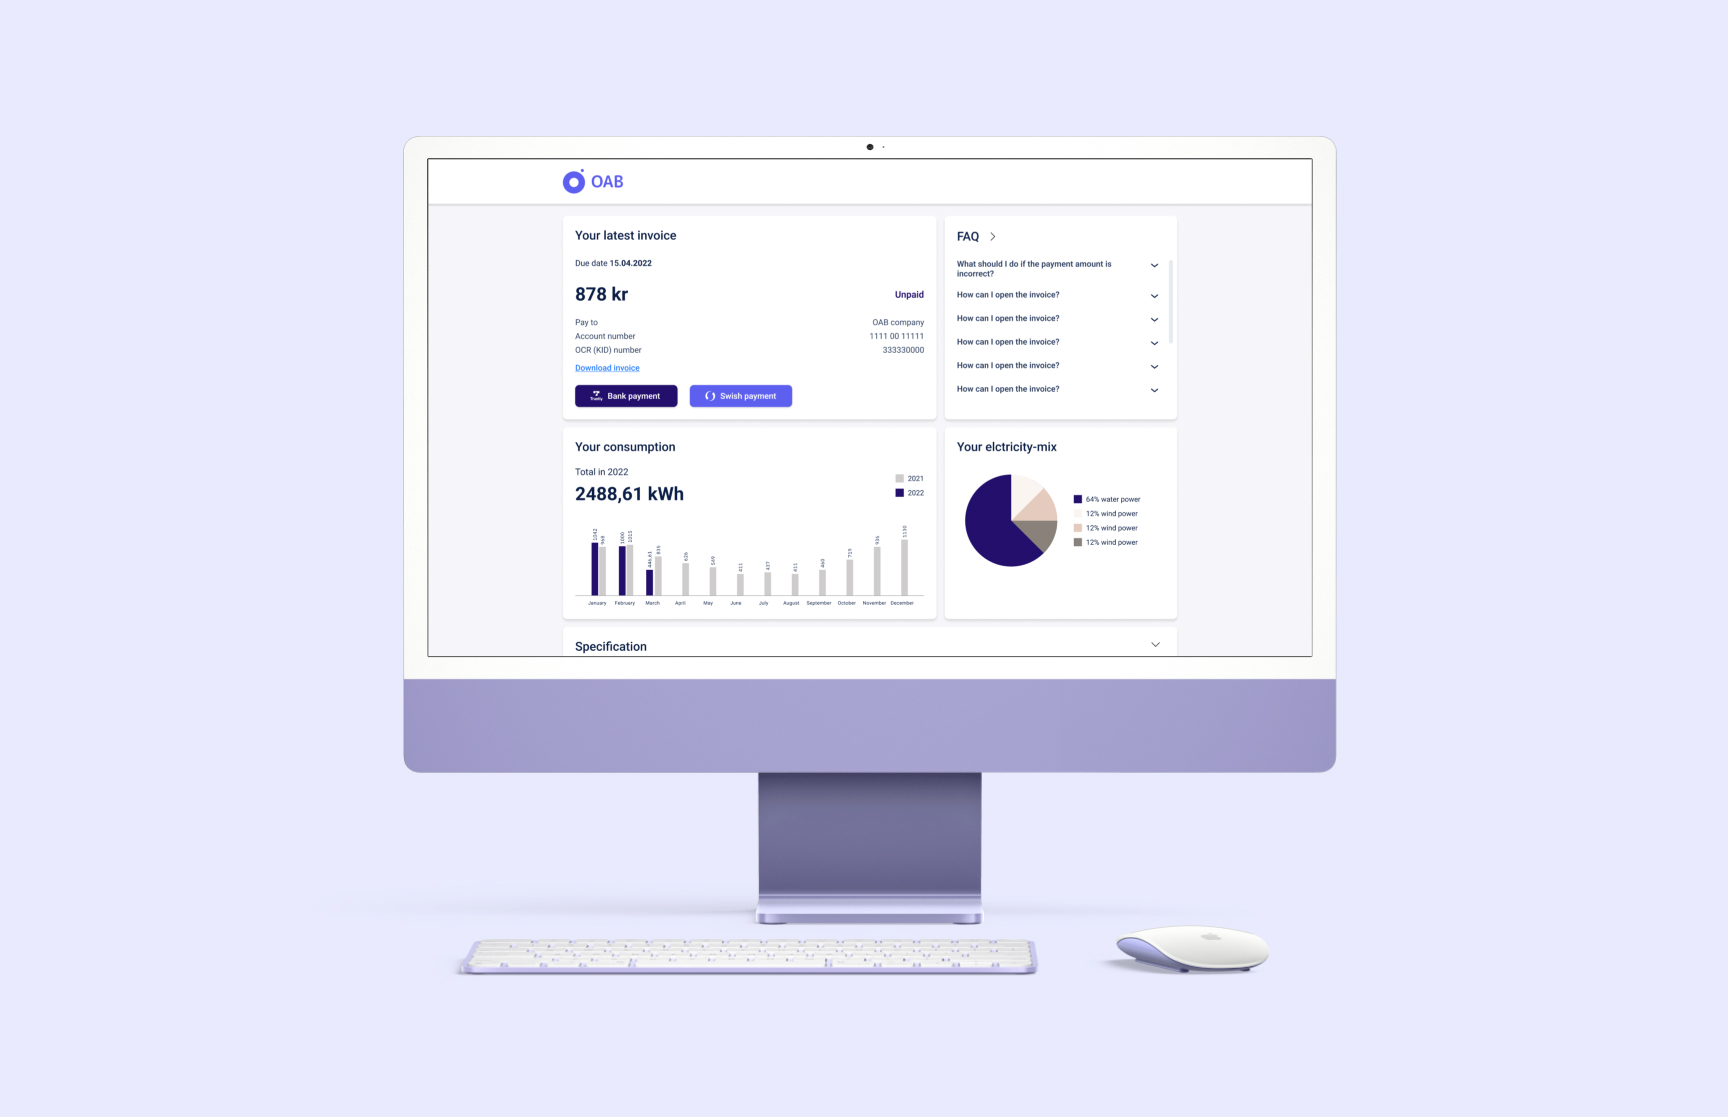 OAB
Your latest invoice
Due date 15.04.2022
878 kr
Unpaid
Pay to
OAB company
Account number
1111 00 11111
OCR (KID) number
333330000
Download invoice
Trustly
Bank payment
Swish payment
FAQ
What should I do if the payment amount is
incorrect?
How can I open the invoice?
How can I open the invoice?
How can I open the invoice?
How can I open the invoice?
How can I open the invoice?
Your consumption
Total in 2022
2488,61 kWh
2021
2022
1042
968
1000
1015
446,61
836
626
549
411
437
411
460
719
936
1130
January
February
March
April
May
June
July
August
September
October
November
December
Your elctricity-mix
64% water power
12% wind power
12% wind power
12% wind power
Specification